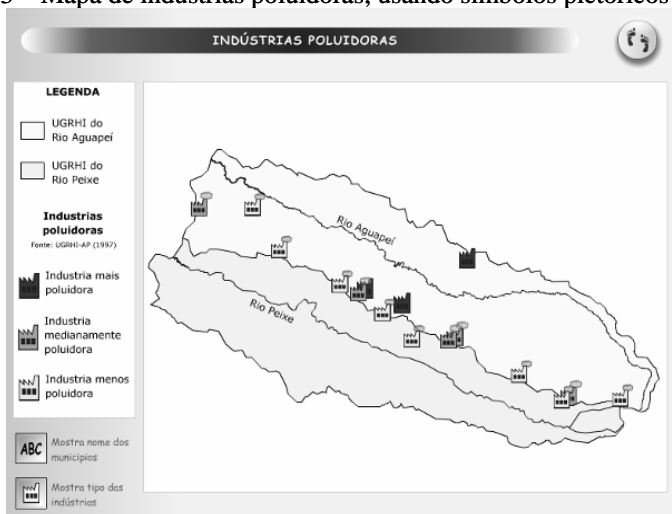 3 – Mapa de indústrias poluidoras, usando símbolos pictóricos
INDÚSTRIAS POLUIDORAS
LEGENDA
UGRHI do
Rio Aguapeí
UGRHI do
Rio Peixe
Industrias
poluidoras
Fonte: UGRHI-AP (1997)
Industria mais
poluidora
Industria
medianamente
poluidora
Industria menos
poluidora
ABC
Mostra nome dos
municipios
Mostra tipo das
indústrias
Rio Aguapeí
Rio Peixe